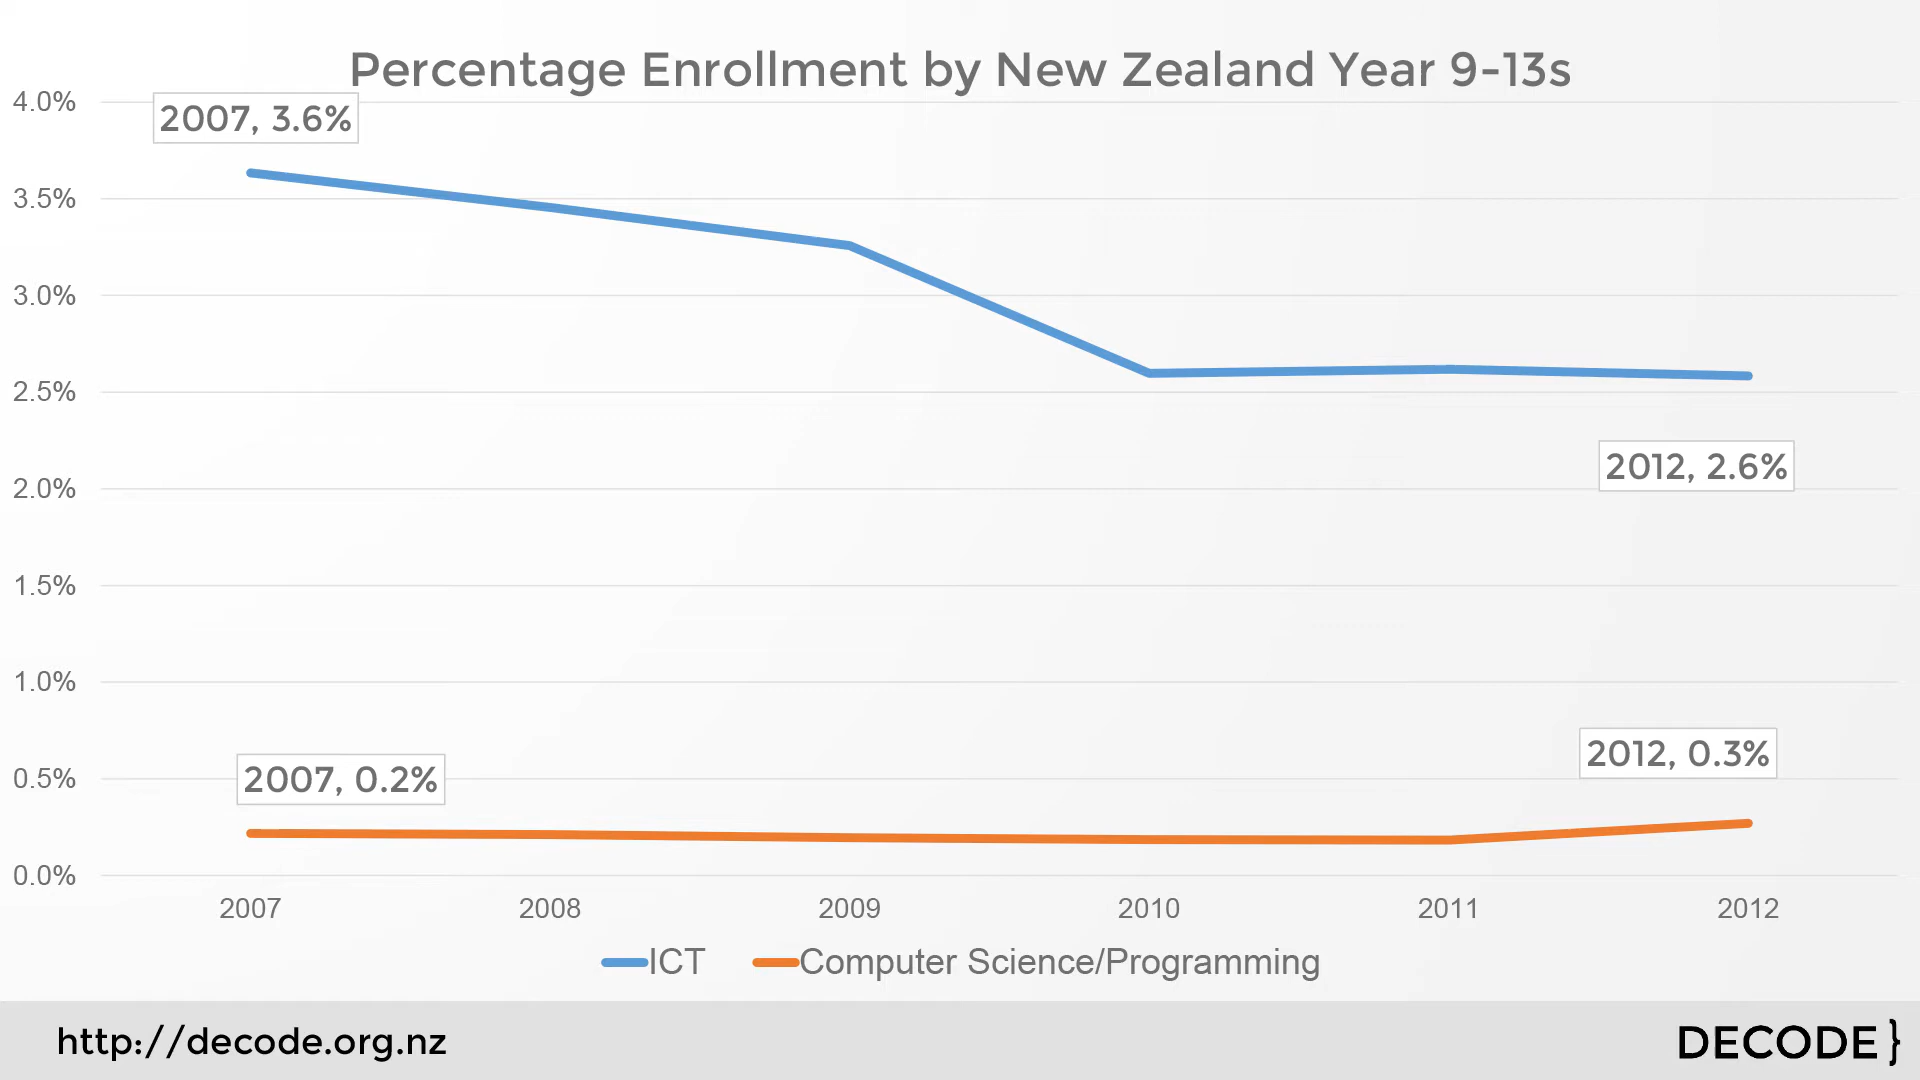 Percentage Enrollment by New Zealand Year 9-13s
4.0%
2007, 3.6%
3.5%
3.0%
2.5%
2012, 2.6%
2.0%
1.5%
1.0%
2012, 0.3%
2007, 0.2%
0.5%
0.0%
2007 2008 2009 2010 2011 2012
ICT Computer Science/Programming
http://decode.org.nz
DECODE}